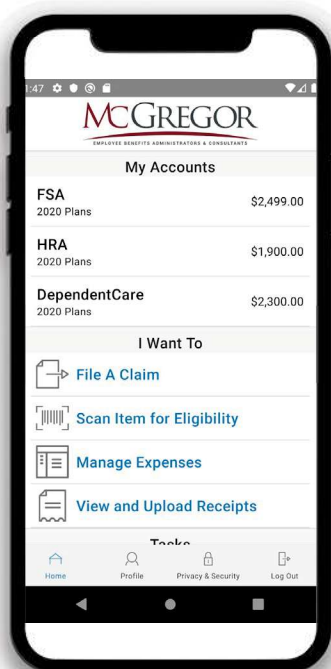 1:47
McGREGOR
EMPLOYEE BENEFITS ADMINISTRATORS & CONSULTANTS
My Accounts
FSA
2020 Plans
$2,499.00
HRA
2020 Plans
$1,900.00
DependentCare
2020 Plans
$2,300.00
I Want To
File A Claim
Scan Item for Eligibility
Manage Expenses
View and Upload Receipts
Tasks
Home Profile Privacy & Security Log Out